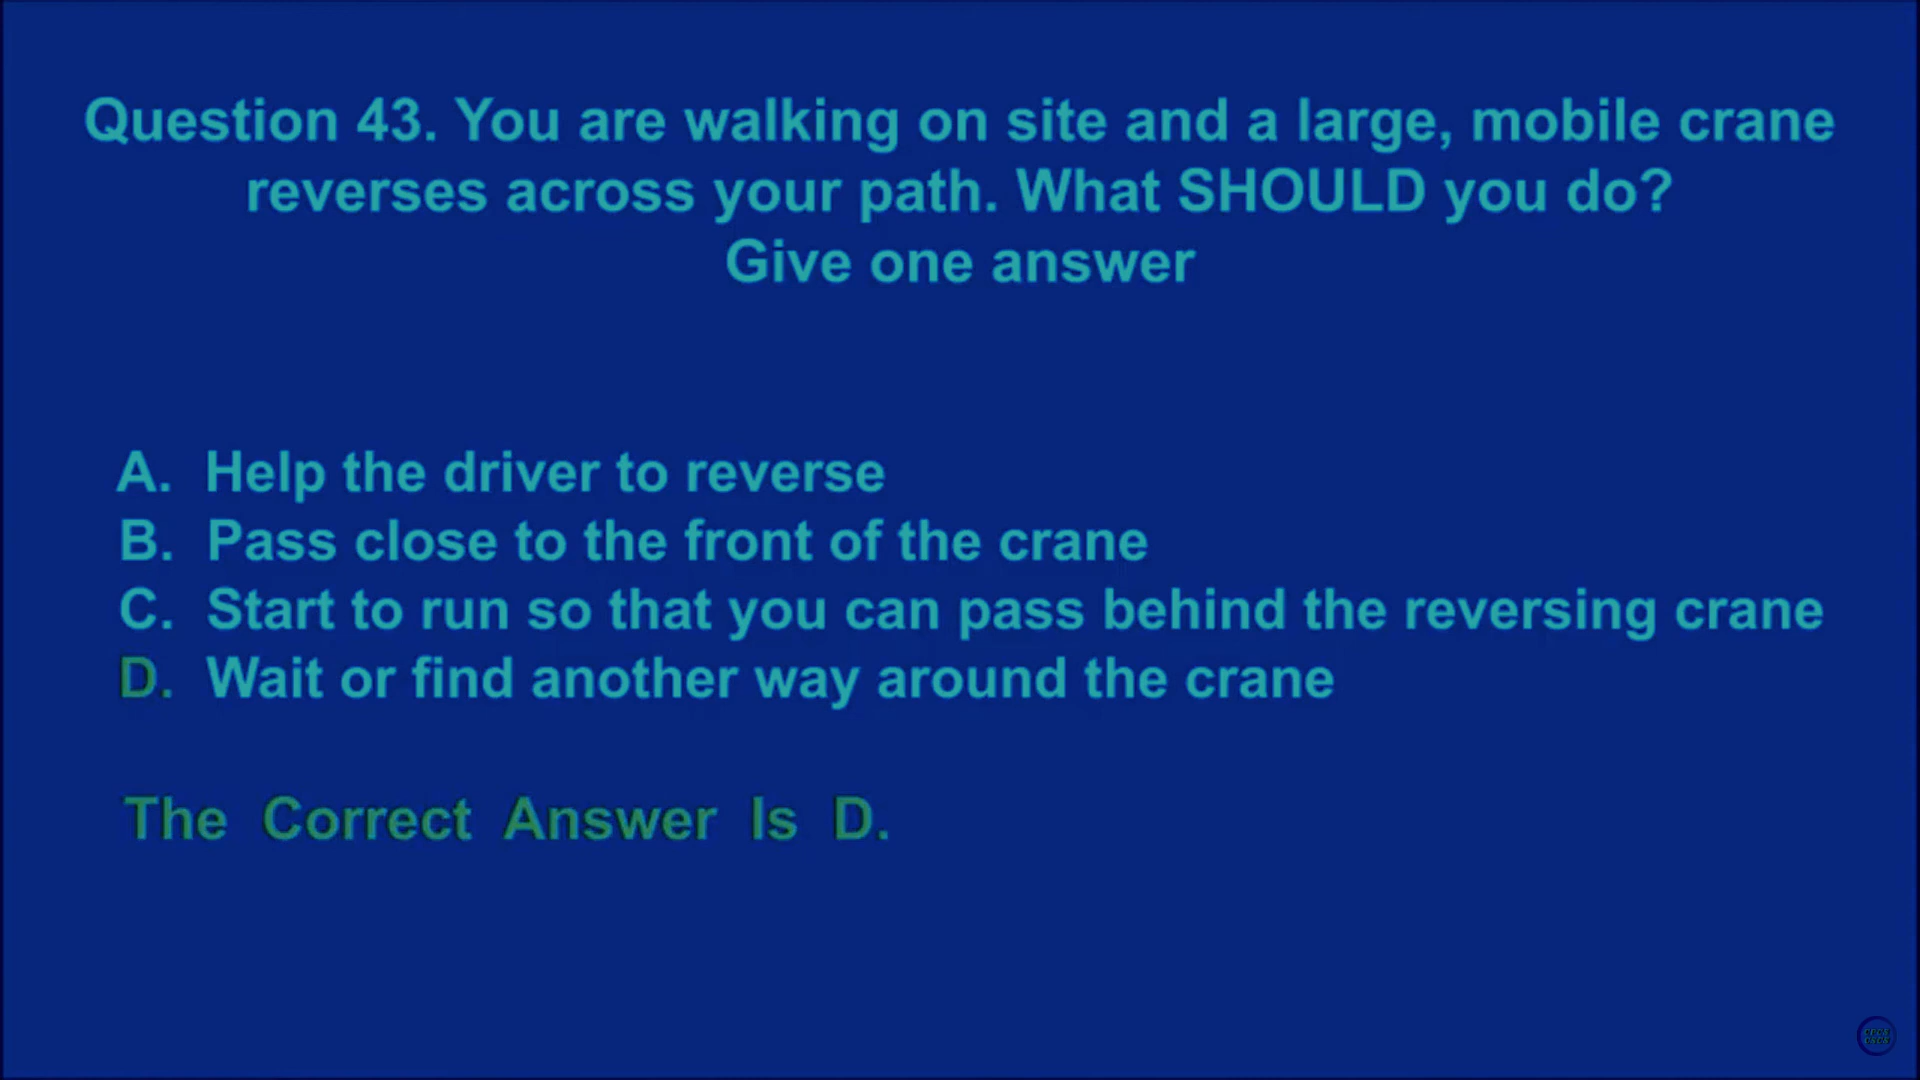 Question 43. You are walking on site and a large, mobile crane
reverses across your path. What SHOULD you do?
Give one answer
A. Help the driver to reverse
B. Pass close to the front of the crane
C. Start to run so that you can pass behind the reversing crane
D. Wait or find another way around the crane
The Correct Answer Is D.